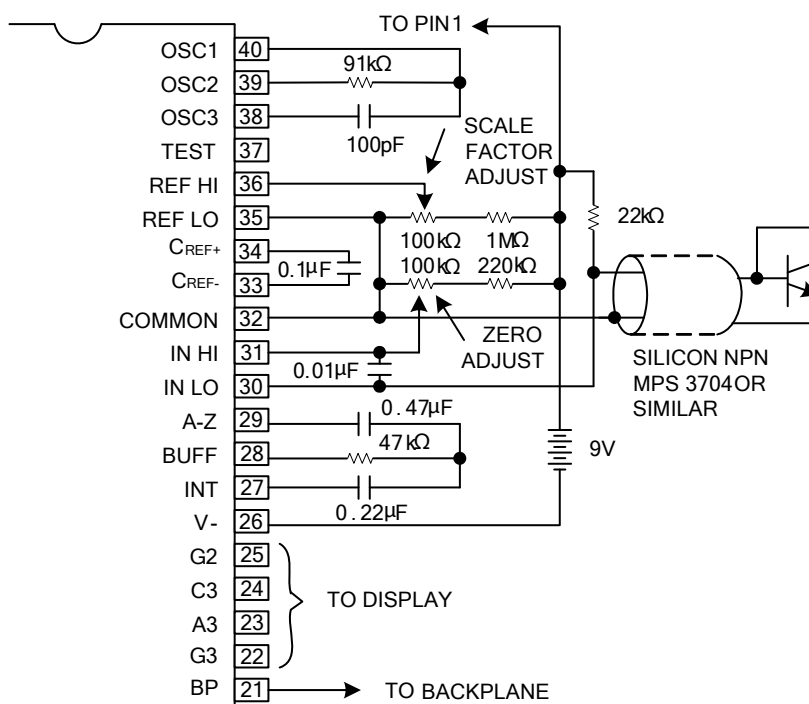 TO PIN1
OSC1 40
91kΩ
OSC2 39
OSC3 38
100pF
SCALE
FACTOR
ADJUST
TEST 37
REF HI 36
22kΩ
REF LO 35
100kΩ 1MΩ
CREF+ 34
0.1µF
100kΩ 220kΩ
CREF- 33
COMMON 32
ZERO
ADJUST
IN HI 31
0.01µF
IN LO 30
SILICON NPN
MPS 3704 OR
SIMILAR
A-Z 29
0.47µF
BUFF 28
47kΩ
9V
INT 27
0.22µF
V- 26
G2 25
C3 24
TO DISPLAY
A3 23
G3 22
BP 21
TO BACKPLANE